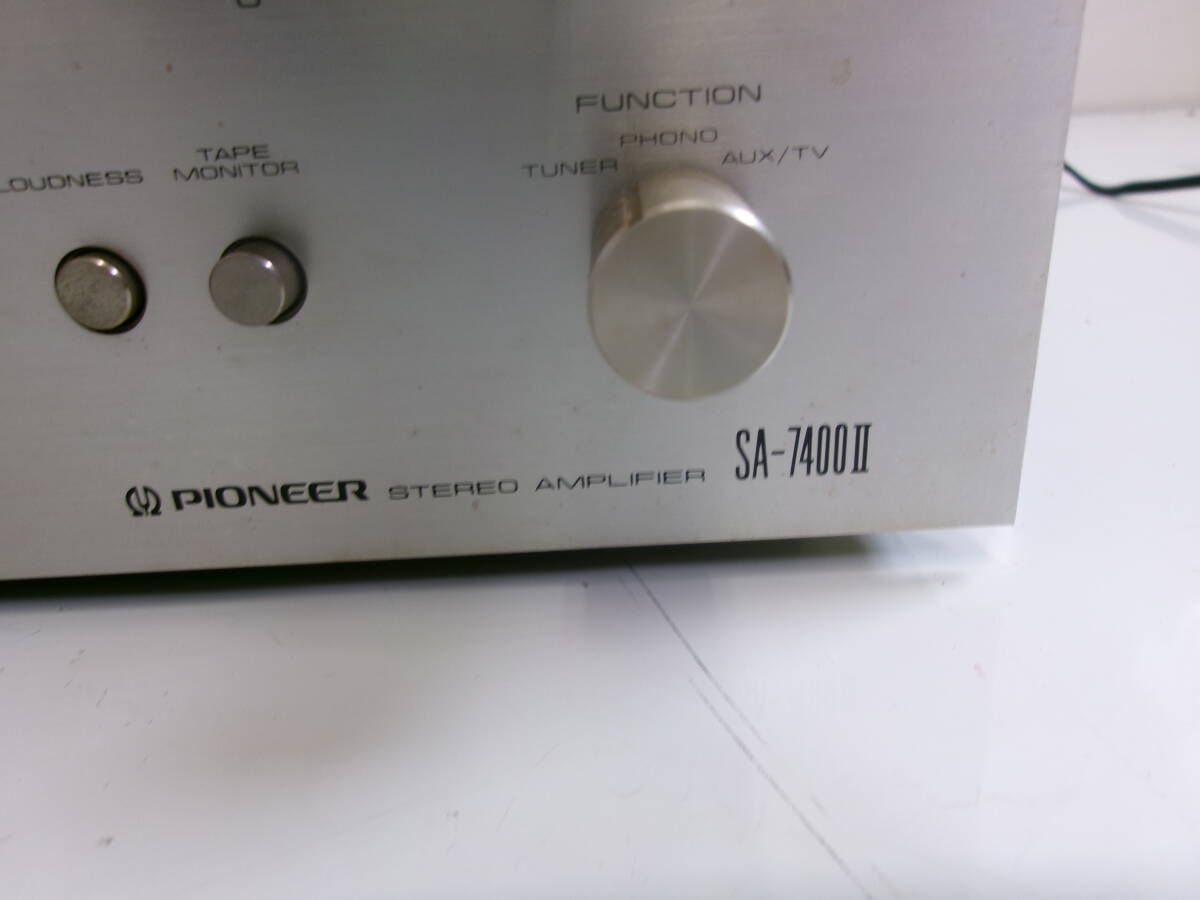 FUNCTION
PHONO
TUNER
AUX/TV
LOUDNESS
TAPE
MONITOR
PIONEER STEREO AMPLIFIER SA-7400II